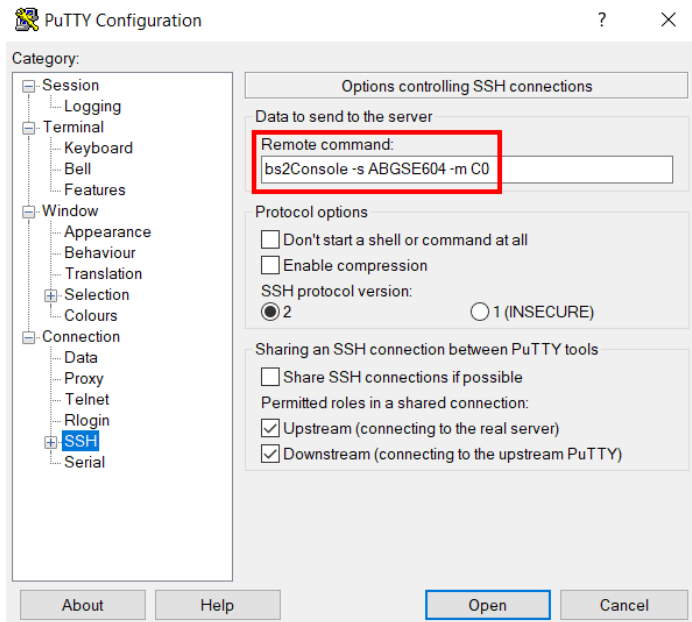 PuTTY Configuration
?
Category:
Session
Logging
Terminal
Keyboard
Bell
Features
Window
Appearance
Behaviour
Translation
Selection
Colours
Connection
Data
Proxy
Telnet
Rlogin
SSH
Serial
Options controlling SSH connections
Data to send to the server
Remote command:
bs2Console -s ABGSE604 -m C0
Protocol options
Don't start a shell or command at all
Enable compression
SSH protocol version:
2 1 (INSECURE)
Sharing an SSH connection between PuTTY tools
Share SSH connections if possible
Permitted roles in a shared connection:
Upstream (connecting to the real server)
Downstream (connecting to the upstream PuTTY)
About Help Open Cancel